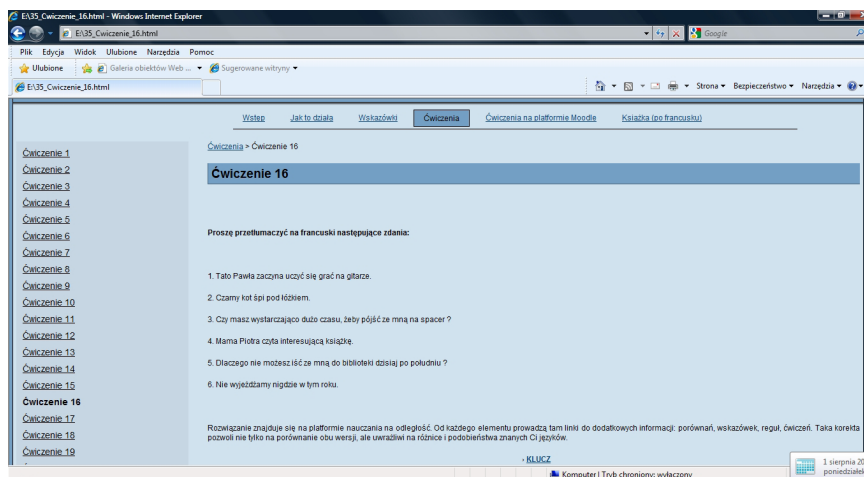 E:\35_Cwiczenie_16.html - Windows Internet Explorer
E:\35_Cwiczenie_16.html
Google
Plik Edycja Widok Ulubione Narzędzia Pomoc
Ulubione Galeria obiektów Web ... Sugerowane witryny
E:\35_Cwiczenie_16.html
Strona Bezpieczeństwo Narzędzia
Wstęp Jak to działa Wskazówki Ćwiczenia Ćwiczenia na platformie Moodle Książka (po francusku)
Ćwiczenie 1
Ćwiczenie 2
Ćwiczenie 3
Ćwiczenie 4
Ćwiczenie 5
Ćwiczenie 6
Ćwiczenie 7
Ćwiczenie 8
Ćwiczenie 9
Ćwiczenie 10
Ćwiczenie 11
Ćwiczenie 12
Ćwiczenie 13
Ćwiczenie 14
Ćwiczenie 15
Ćwiczenie 16
Ćwiczenie 17
Ćwiczenie 18
Ćwiczenie 19
Ćwiczenia > Ćwiczenie 16
Ćwiczenie 16
Proszę przetłumaczyć na francuski następujące zdania:
1. Tato Pawła zaczyna uczyć się grać na gitarze.
2. Czarny kot śpi pod łóżkiem.
3. Czy masz wystarczająco dużo czasu, żeby pójść ze mną na spacer ?
4. Mama Piotra czyta interesującą książkę.
5. Dlaczego nie możesz iść ze mną do biblioteki dzisiaj po południu ?
6. Nie wyjeżdżamy nigdzie w tym roku.
Rozwiązanie znajduje się na platformie nauczania na odległość. Od każdego elementu prowadzą tam linki do dodatkowych informacji: porównań, wskazówek, reguł, ćwiczeń. Taka korekta
pozwoli nie tylko na porównanie obu wersji, ale uwrażliwi na różnice i podobieństwa znanych Ci języków.
- KLUCZ
Komputer | Tryb chroniony: wyłączony
1 sierpnia 20
poniedziałek